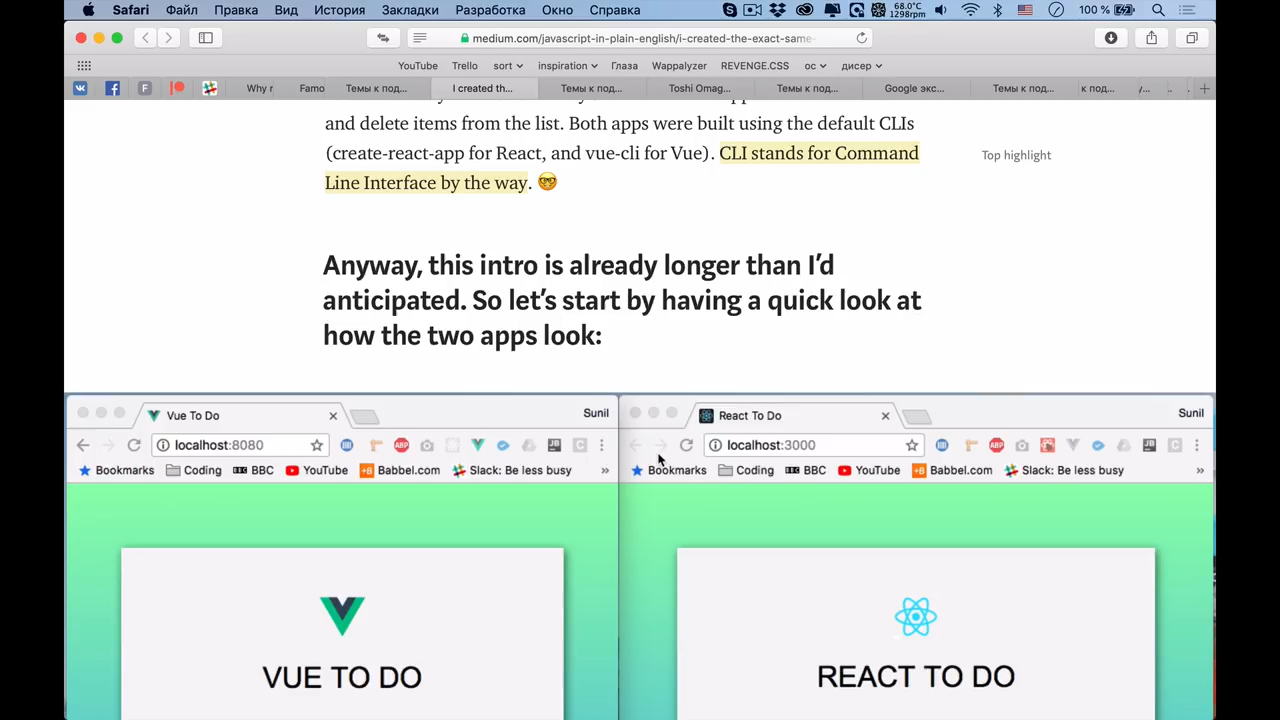 Safari Файл Правка Вид История Закладки Разработка Окно Справка 68.0°C 1298rpm 100 %
medium.com/javascript-in-plain-english/i-created-the-exact-same-
YouTube Trello sort inspiration Глаза Wappalyzer REVENGE.CSS ос дисер
F Why r Famo Темы к под... I created th... Темы к под... Toshi Omag... Темы к под... Google экс... Темы к под... к под...
and delete items from the list. Both apps were built using the default CLIs
(create-react-app for React, and vue-cli for Vue). CLI stands for Command
Top highlight
Line Interface by the way.
Anyway, this intro is already longer than I’d
anticipated. So let’s start by having a quick look at
how the two apps look:
Vue To Do Sunil
localhost:8080 ABP JB C
Bookmarks Coding BBC YouTube +B Babbel.com Slack: Be less busy »
VUE TO DO
React To Do Sunil
localhost:3000 ABP JB C
Bookmarks Coding BBC YouTube +B Babbel.com Slack: Be less busy »
REACT TO DO